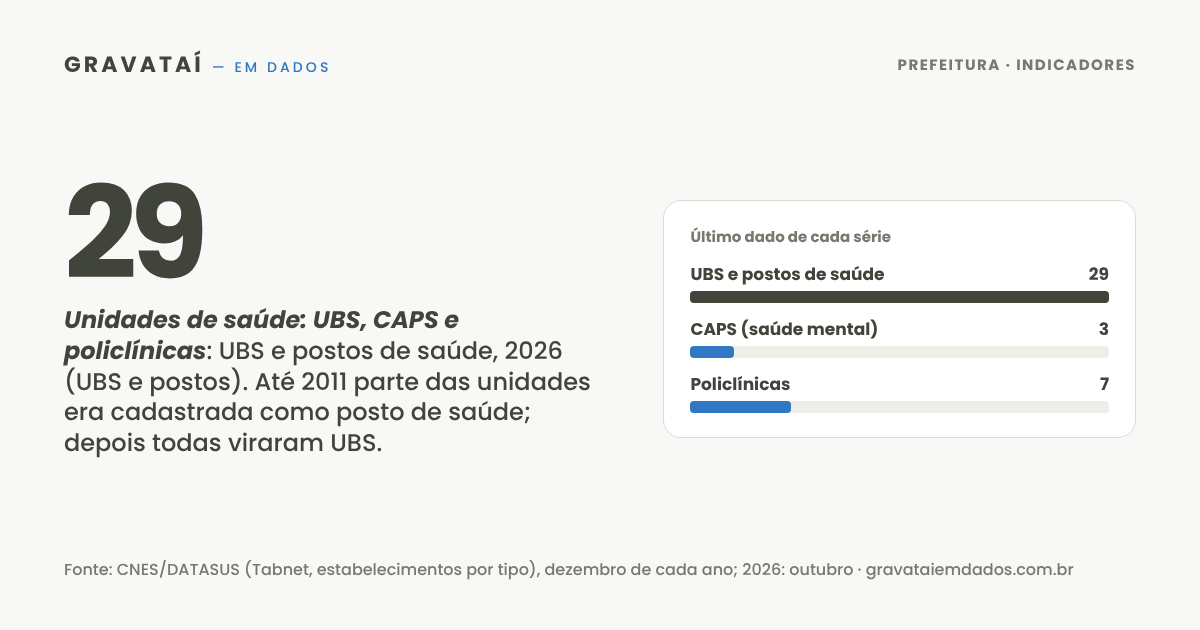 GRAVATAÍ — EM DADOS
PREFEITURA · INDICADORES
29
Unidades de saúde: UBS, CAPS e
policlínicas: UBS e postos de saúde, 2026
(UBS e postos). Até 2011 parte das unidades
era cadastrada como posto de saúde;
depois todas viraram UBS.
Último dado de cada série
UBS e postos de saúde 29
CAPS (saúde mental) 3
Policlínicas 7
Fonte: CNES/DATASUS (Tabnet, estabelecimentos por tipo), dezembro de cada ano; 2026: outubro · gravataiemdados.com.br